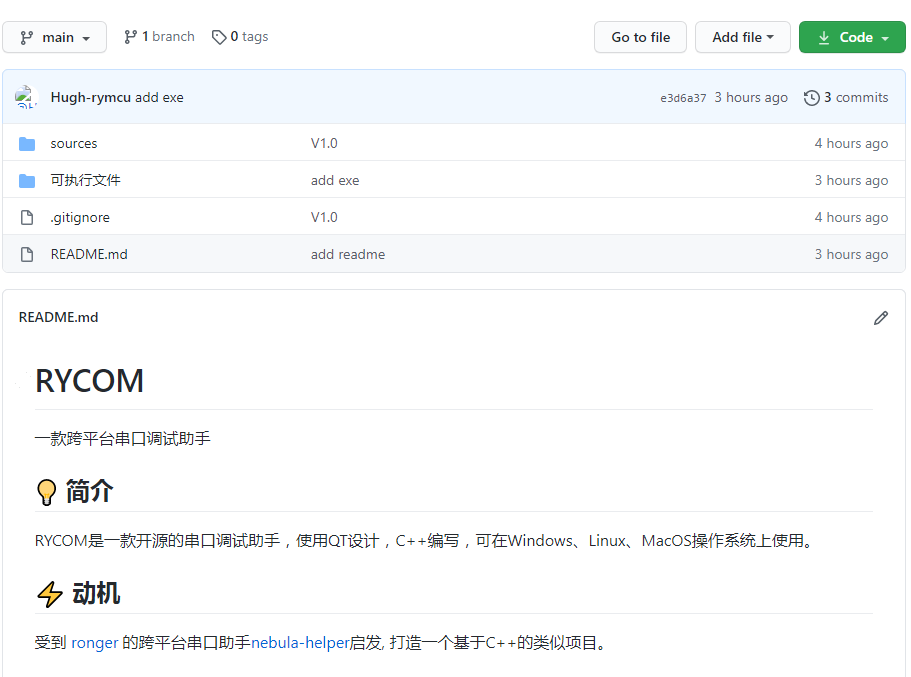 main 1 branch 0 tags Go to file Add file Code
Hugh-rymcu add exe e3d6a37 3 hours ago 3 commits
sources V1.0 4 hours ago
可执行文件 add exe 3 hours ago
.gitignore V1.0 4 hours ago
README.md add readme 3 hours ago
README.md
RYCOM
一款跨平台串口调试助手
简介
RYCOM是一款开源的串口调试助手，使用QT设计，C++编写，可在Windows、Linux、MacOS操作系统上使用。
动机
受到 ronger 的跨平台串口助手nebula-helper启发, 打造一个基于C++的类似项目。